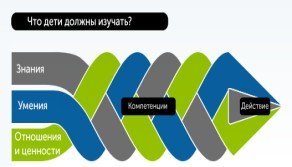 Что дети должны изучать?
Знания
Умения
Компетенции
Действие
Отношения
и ценности